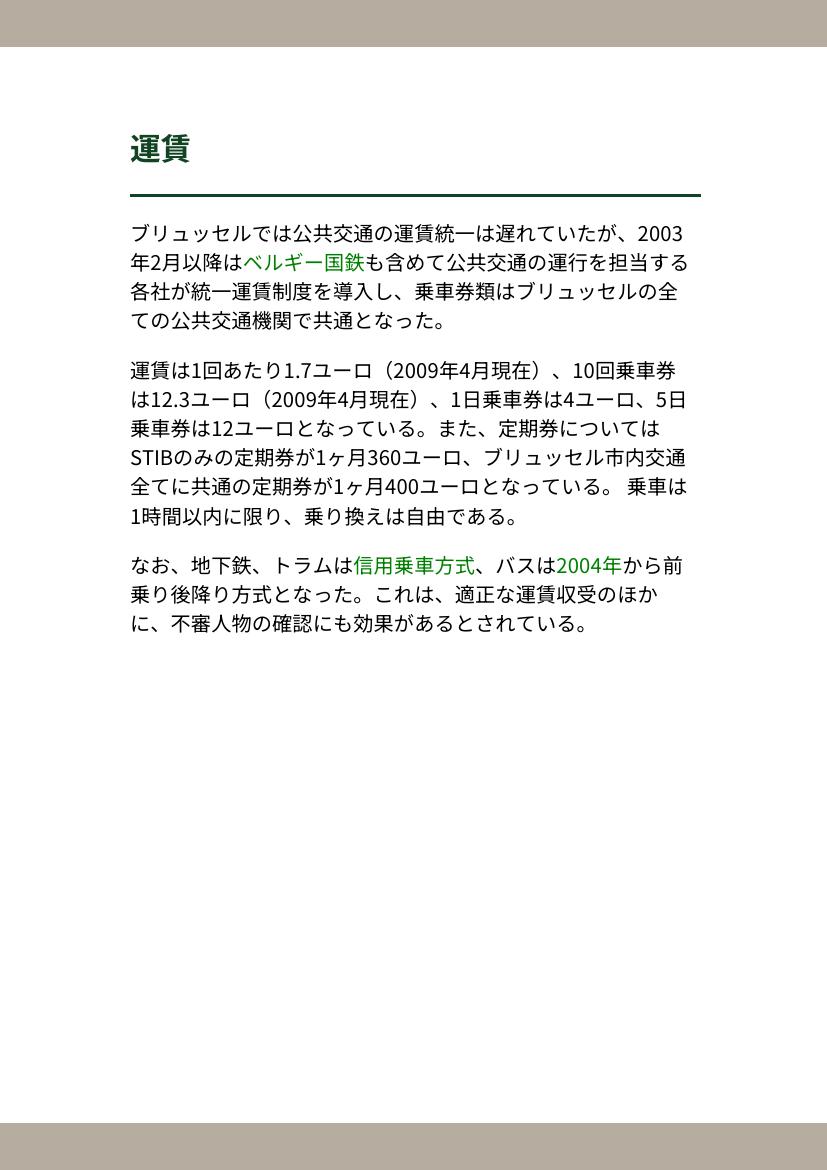 運賃
ブリュッセルでは公共交通の運賃統一は遅れていたが、2003
年2月以降はベルギー国鉄も含めて公共交通の運行を担当する
各社が統一運賃制度を導入し、乗車券類はブリュッセルの全
ての公共交通機関で共通となった。
運賃は1回あたり1.7ユーロ（2009年4月現在）、10回乗車券
は12.3ユーロ（2009年4月現在）、1日乗車券は4ユーロ、5日
乗車券は12ユーロとなっている。また、定期券については
STIBのみの定期券が1ヶ月360ユーロ、ブリュッセル市内交通
全てに共通の定期券が1ヶ月400ユーロとなっている。 乗車は
1時間以内に限り、乗り換えは自由である。
なお、地下鉄、トラムは信用乗車方式、バスは2004年から前
乗り後降り方式となった。これは、適正な運賃収受のほか
に、不審人物の確認にも効果があるとされている。